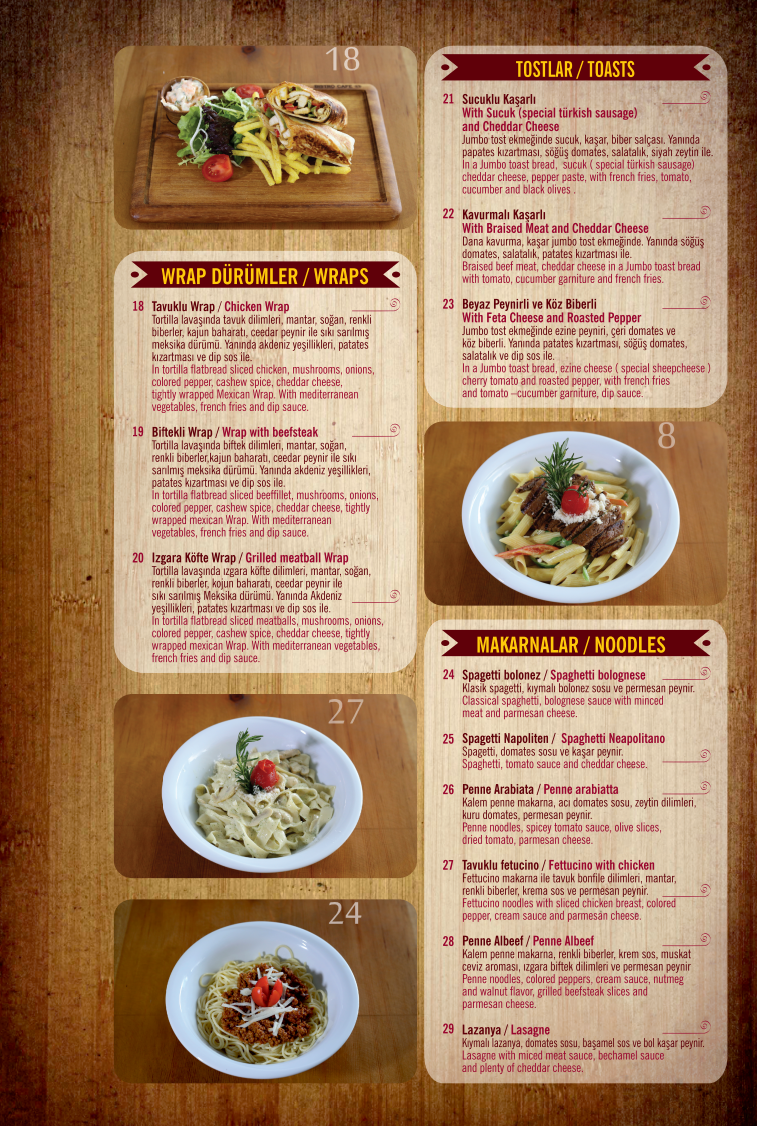 18
WRAP DÜRÜMLER / WRAPS
18 Tavuklu Wrap / Chicken Wrap
Tortilla lavaşında tavuk dilimleri, mantar, soğan, renkli
biberler, kajun baharatı, ceedar peynir ile sıkı sarılmış
meksika dürümü. Yanında akdeniz yeşillikleri, patates
kızartması ve dip sos ile.
In tortilla flatbread sliced chicken, mushrooms, onions,
colored pepper, cashew spice, cheddar cheese,
tightly wrapped Mexican Wrap. With mediterranean
vegetables, french fries and dip sauce.
19 Biftekli Wrap / Wrap with beefsteak
Tortilla lavaşında biftek dilimleri, mantar, soğan,
renkli biberler,kajun baharatı, ceedar peynir ile sıkı
sarılmış meksika dürümü. Yanında akdeniz yeşillikleri,
patates kızartması ve dip sos ile.
In tortilla flatbread sliced beeffillet, mushrooms, onions,
colored pepper, cashew spice, cheddar cheese, tightly
wrapped mexican Wrap. With mediterranean
vegetables, french fries and dip sauce.
20 Izgara Köfte Wrap / Grilled meatball Wrap
Tortilla lavaşında ızgara köfte dilimleri, mantar, soğan,
renkli biberler, kojun baharatı, ceedar peynir ile
sıkı sarılmış Meksika dürümü. Yanında Akdeniz
yeşillikleri, patates kızartması ve dip sos ile.
In tortilla flatbread sliced meatballs, mushrooms, onions,
colored pepper, cashew spice, cheddar cheese, tightly
wrapped mexican Wrap. With mediterranean vegetables,
french fries and dip sauce.
27
24
TOSTLAR / TOASTS
21 Sucuklu Kaşarlı
With Sucuk (special türkish sausage)
and Cheddar Cheese
Jumbo tost ekmeğinde sucuk, kaşar, biber salçası. Yanında
papates kızartması, söğüş domates, salatalık, siyah zeytin ile.
In a Jumbo toast bread, sucuk ( special türkish sausage)
cheddar cheese, pepper paste, with french fries, tomato,
cucumber and black olives .
22 Kavurmalı Kaşarlı
With Braised Meat and Cheddar Cheese
Dana kavurma, kaşar jumbo tost ekmeğinde. Yanında söğüş
domates, salatalık, patates kızartması ile.
Braised beef meat, cheddar cheese in a Jumbo toast bread
with tomato, cucumber garniture and french fries.
23 Beyaz Peynirli ve Köz Biberli
With Feta Cheese and Roasted Pepper
Jumbo tost ekmeğinde ezine peyniri, çeri domates ve
köz biberli. Yanında patates kızartması, söğüş domates,
salatalık ve dip sos ile.
In a Jumbo toast bread, ezine cheese ( special sheepcheese )
cherry tomato and roasted pepper, with french fries
and tomato –cucumber garniture, dip sauce.
8
MAKARNALAR / NOODLES
24 Spagetti bolonez / Spaghetti bolognese
Klasik spagetti, kıymalı bolonez sosu ve permesan peynir.
Classical spaghetti, bolognese sauce with minced
meat and parmesan cheese.
25 Spagetti Napoliten / Spaghetti Neapolitano
Spagetti, domates sosu ve kaşar peynir.
Spaghetti, tomato sauce and cheddar cheese.
26 Penne Arabiata / Penne arabiatta
Kalem penne makarna, acı domates sosu, zeytin dilimleri,
kuru domates, permesan peynir.
Penne noodles, spicey tomato sauce, olive slices,
dried tomato, parmesan cheese.
27 Tavuklu fetucino / Fettucino with chicken
Fettucino makarna ile tavuk bonfile dilimleri, mantar,
renkli biberler, krema sos ve permesan peynir.
Fettucino noodles with sliced chicken breast, colored
pepper, cream sauce and parmesan cheese.
28 Penne Albeef / Penne Albeef
Kalem penne makarna, renkli biberler, krem sos, muskat
ceviz aroması, ızgara biftek dilimleri ve permesan peynir
Penne noodles, colored peppers, cream sauce, nutmeg
and walnut flavor, grilled beefsteak slices and
parmesan cheese.
29 Lazanya / Lasagne
Kıymalı lazanya, domates sosu, başamel sos ve bol kaşar peynir.
Lasagne with miced meat sauce, bechamel sauce
and plenty of cheddar cheese.